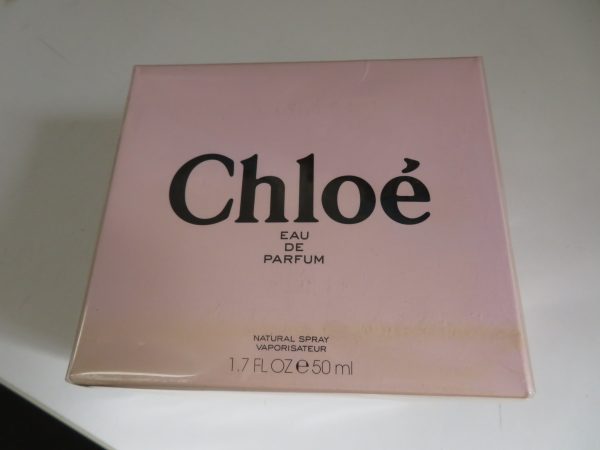 Chloé
EAU
DE
PARFUM
NATURAL SPRAY
VAPORISATEUR
1.7 FL OZ ℮ 50 ml